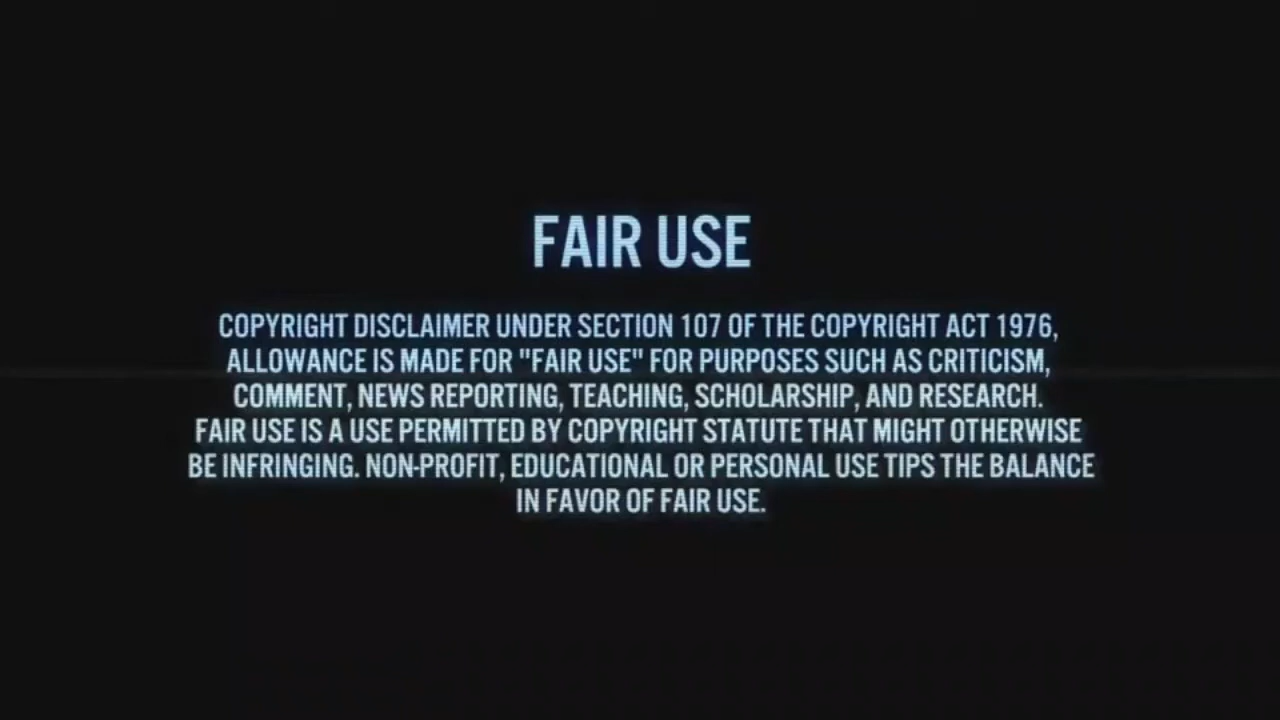 FAIR USE
COPYRIGHT DISCLAIMER UNDER SECTION 107 OF THE COPYRIGHT ACT 1976,
ALLOWANCE IS MADE FOR "FAIR USE" FOR PURPOSES SUCH AS CRITICISM,
COMMENT, NEWS REPORTING, TEACHING, SCHOLARSHIP, AND RESEARCH.
FAIR USE IS A USE PERMITTED BY COPYRIGHT STATUTE THAT MIGHT OTHERWISE
BE INFRINGING. NON-PROFIT, EDUCATIONAL OR PERSONAL USE TIPS THE BALANCE
IN FAVOR OF FAIR USE.